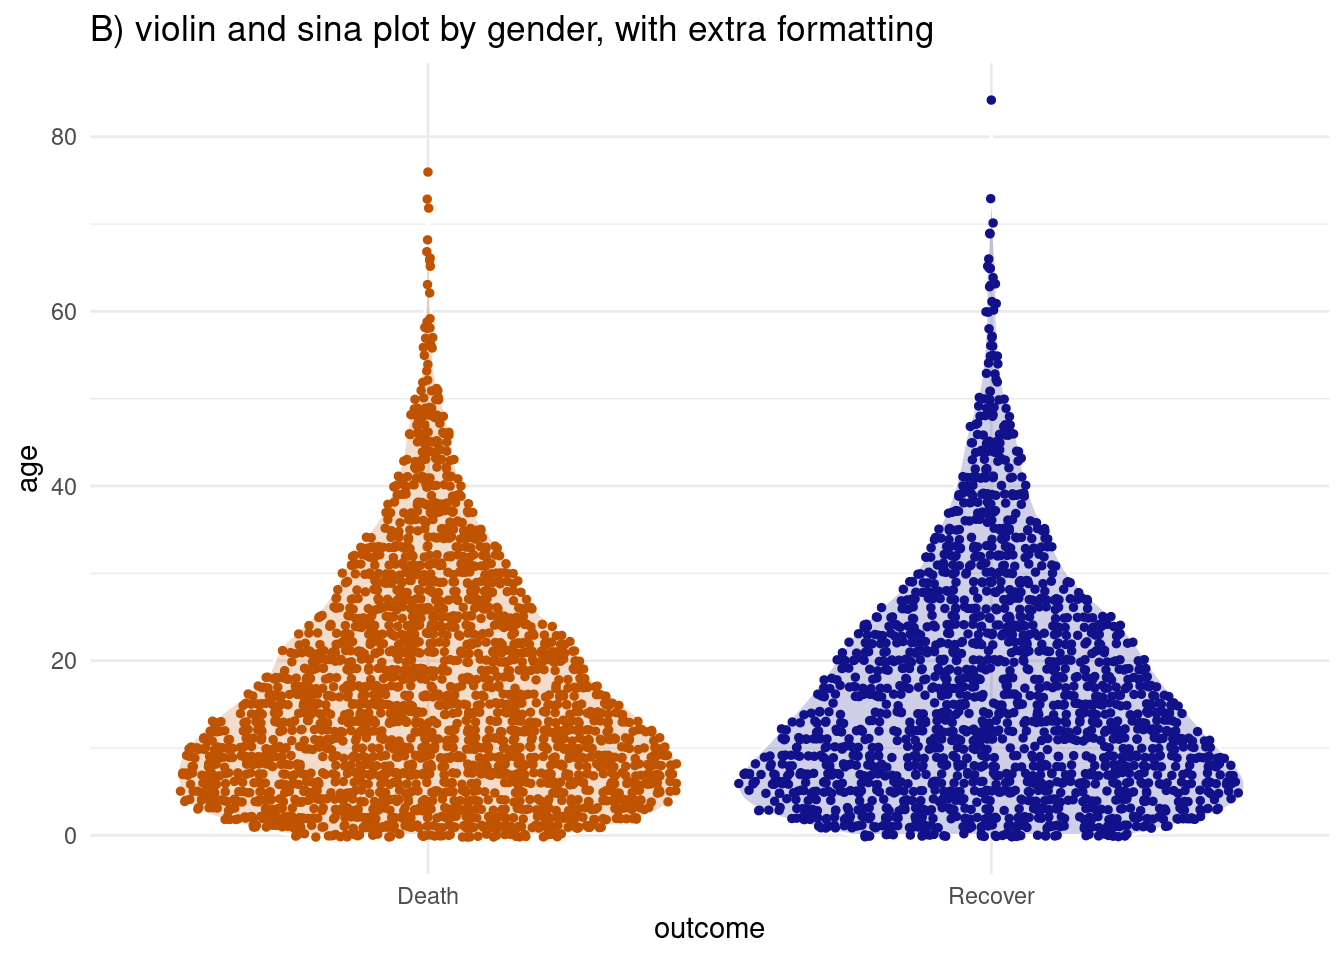 B) violin and sina plot by gender, with extra formatting
80
60
40
20
0
age
Death
Recover
outcome